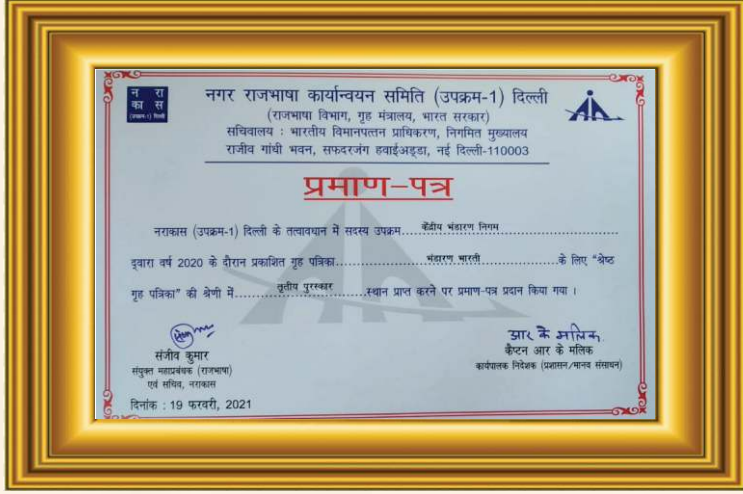 न रा
का स
(उपक्रम-1) दिल्ली
नगर राजभाषा कार्यान्वयन समिति (उपक्रम-1) दिल्ली
(राजभाषा विभाग, गृह मंत्रालय, भारत सरकार)
सचिवालय : भारतीय विमानपत्तन प्राधिकरण, निगमित मुख्यालय
राजीव गांधी भवन, सफदरजंग हवाईअड्डा, नई दिल्ली-110003
प्रमाण-पत्र
नराकास (उपक्रम-1) दिल्ली के तत्वावधान में सदस्य उपक्रम....केंद्रीय भंडारण निगम..............................
द्वारा वर्ष 2020 के दौरान प्रकाशित गृह पत्रिका....................भंडारण भारती....................के लिए “श्रेष्ठ
गृह पत्रिका” की श्रेणी में............तृतीय पुरस्कार.........स्थान प्राप्त करने पर प्रमाण-पत्र प्रदान किया गया ।
आर के मलिक
संजीव कुमार
संयुक्त महाप्रबंधक (राजभाषा)
एवं सचिव, नराकास
कैप्टन आर के मलिक
कार्यपालक निदेशक (प्रशासन/मानव संसाधन)
दिनांक : 19 फरवरी, 2021